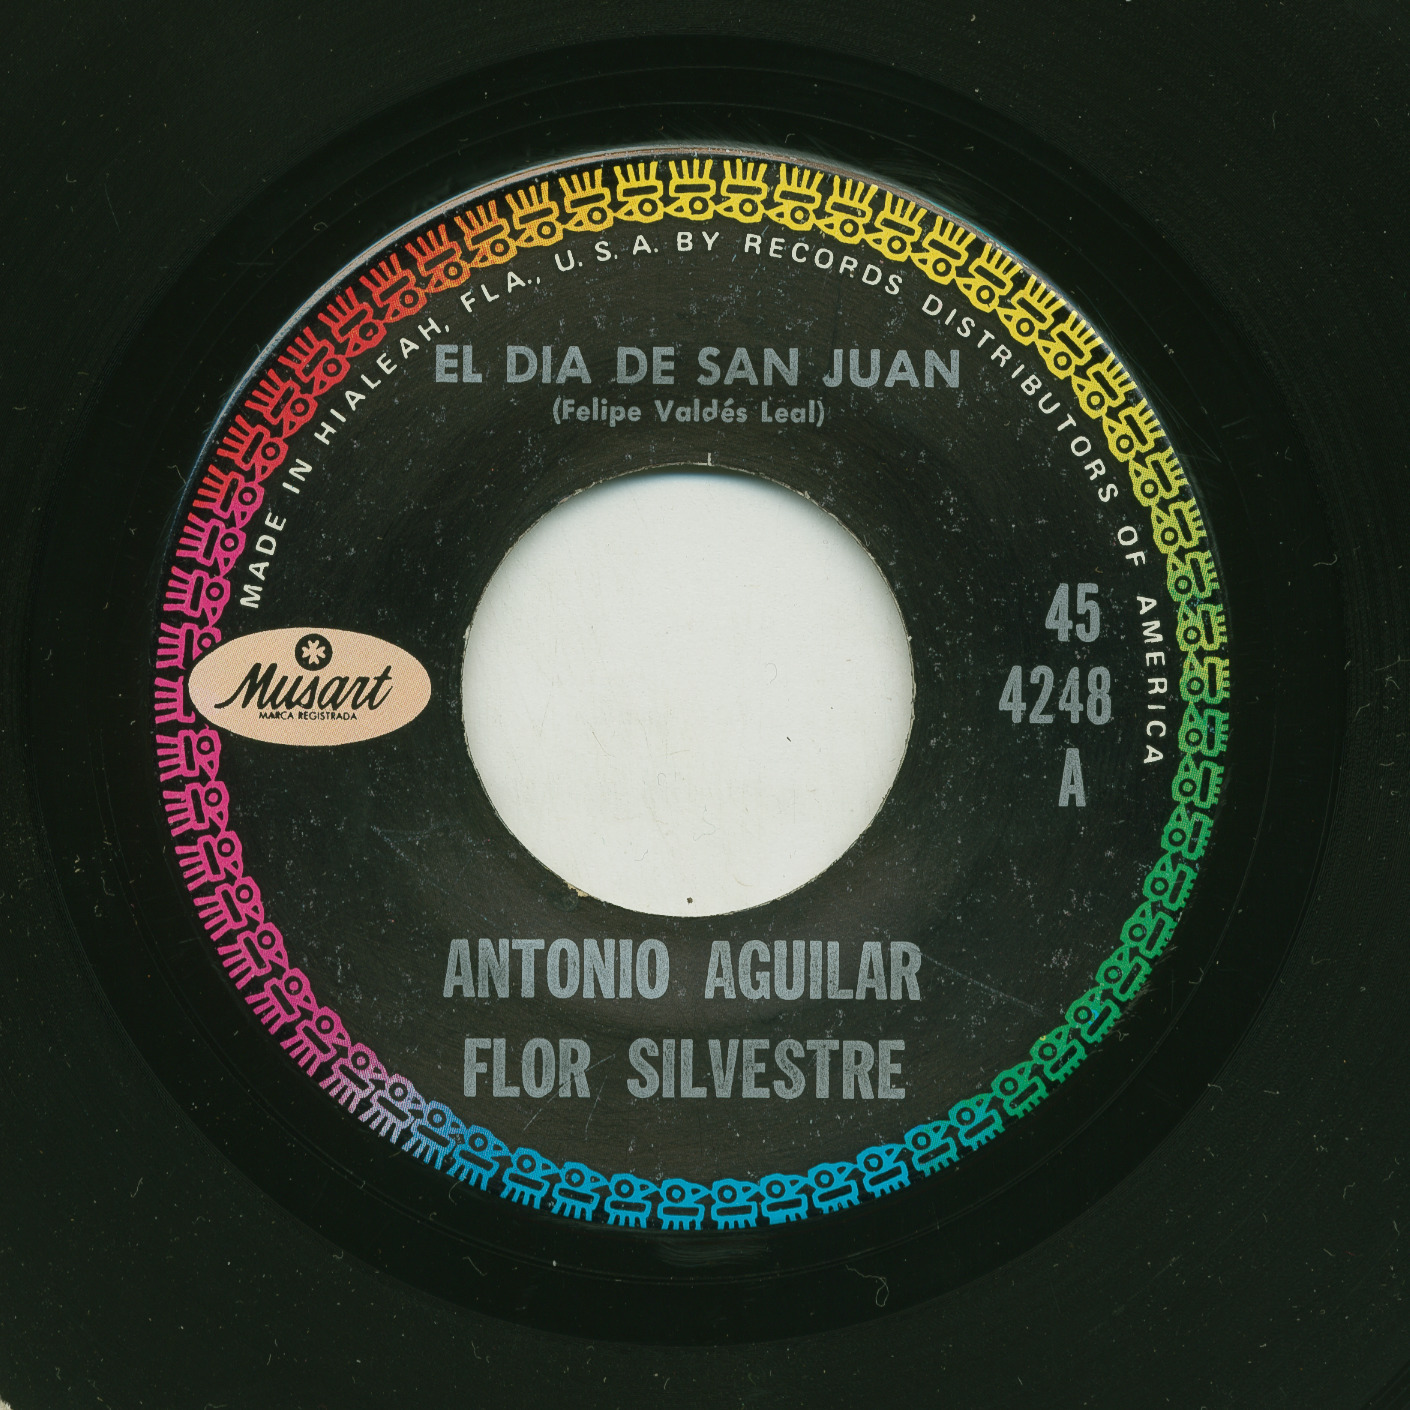 MADE IN HIALEAH, FLA., U.S.A. BY RECORDS DISTRIBUTORS OF AMERICA
EL DIA DE SAN JUAN
(Felipe Valdés Leal)
Musart
MARCA REGISTRADA
45
4248
A
ANTONIO AGUILAR
FLOR SILVESTRE